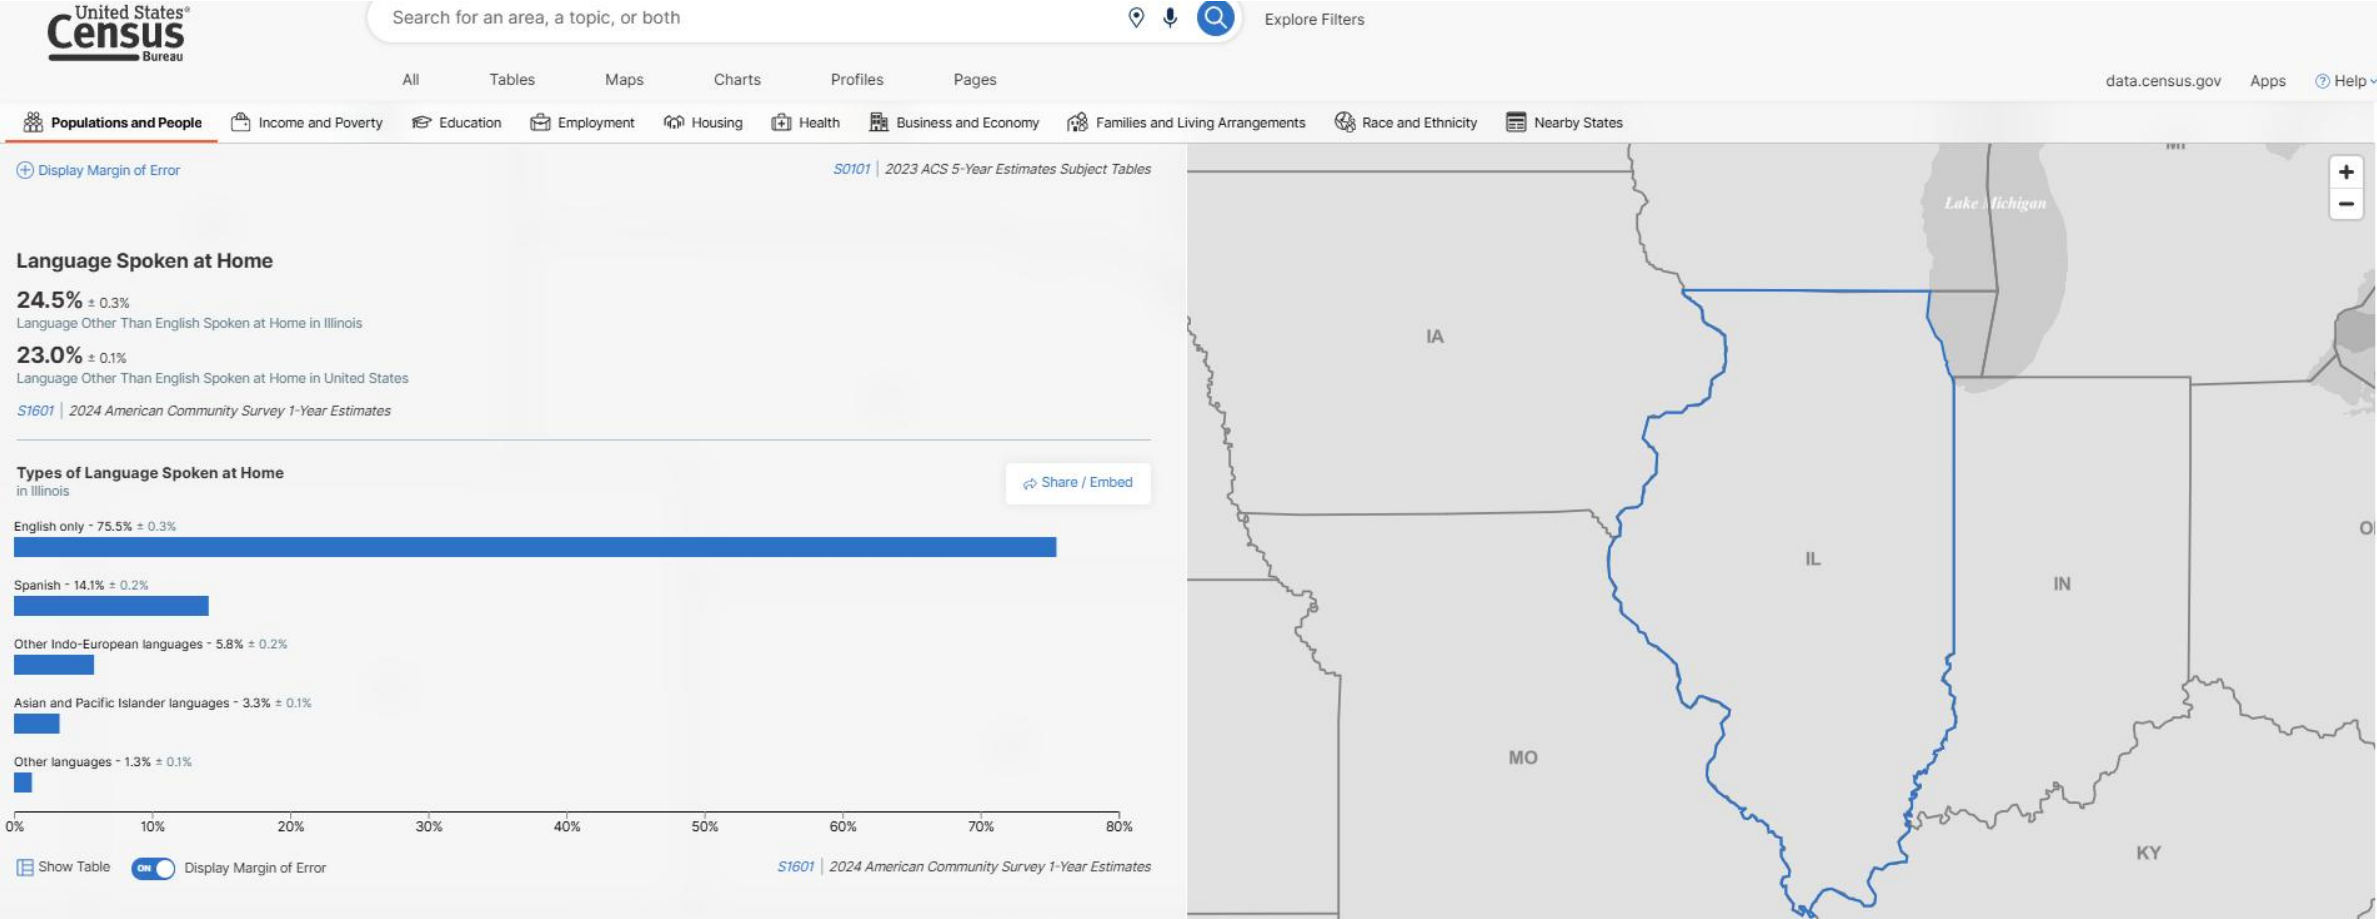 United States®
Census
Bureau
Search for an area, a topic, or both
Explore Filters
All Tables Maps Charts Profiles Pages
data.census.gov Apps ? Help
Populations and People Income and Poverty Education Employment Housing Health Business and Economy Families and Living Arrangements Race and Ethnicity Nearby States
Display Margin of Error
S0101 | 2023 ACS 5-Year Estimates Subject Tables
Language Spoken at Home
24.5% ± 0.3%
Language Other Than English Spoken at Home in Illinois
23.0% ± 0.1%
Language Other Than English Spoken at Home in United States
S1601 | 2024 American Community Survey 1-Year Estimates
Types of Language Spoken at Home
in Illinois
Share / Embed
English only - 75.5% ± 0.3%
Spanish - 14.1% ± 0.2%
Other Indo-European languages - 5.8% ± 0.2%
Asian and Pacific Islander languages - 3.3% ± 0.1%
Other languages - 1.3% ± 0.1%
0% 10% 20% 30% 40% 50% 60% 70% 80%
Show Table ON Display Margin of Error
S1601 | 2024 American Community Survey 1-Year Estimates
+
−
Lake Michigan
IA
IL
IN
MO
KY